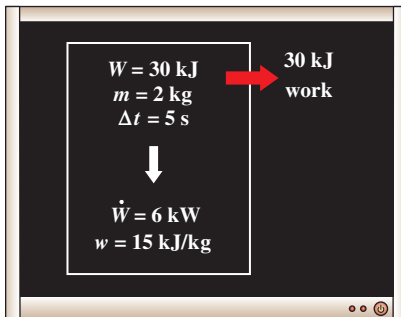 W = 30 kJ
m = 2 kg
Δt = 5 s
Ẇ = 6 kW
w = 15 kJ/kg
30 kJ
work